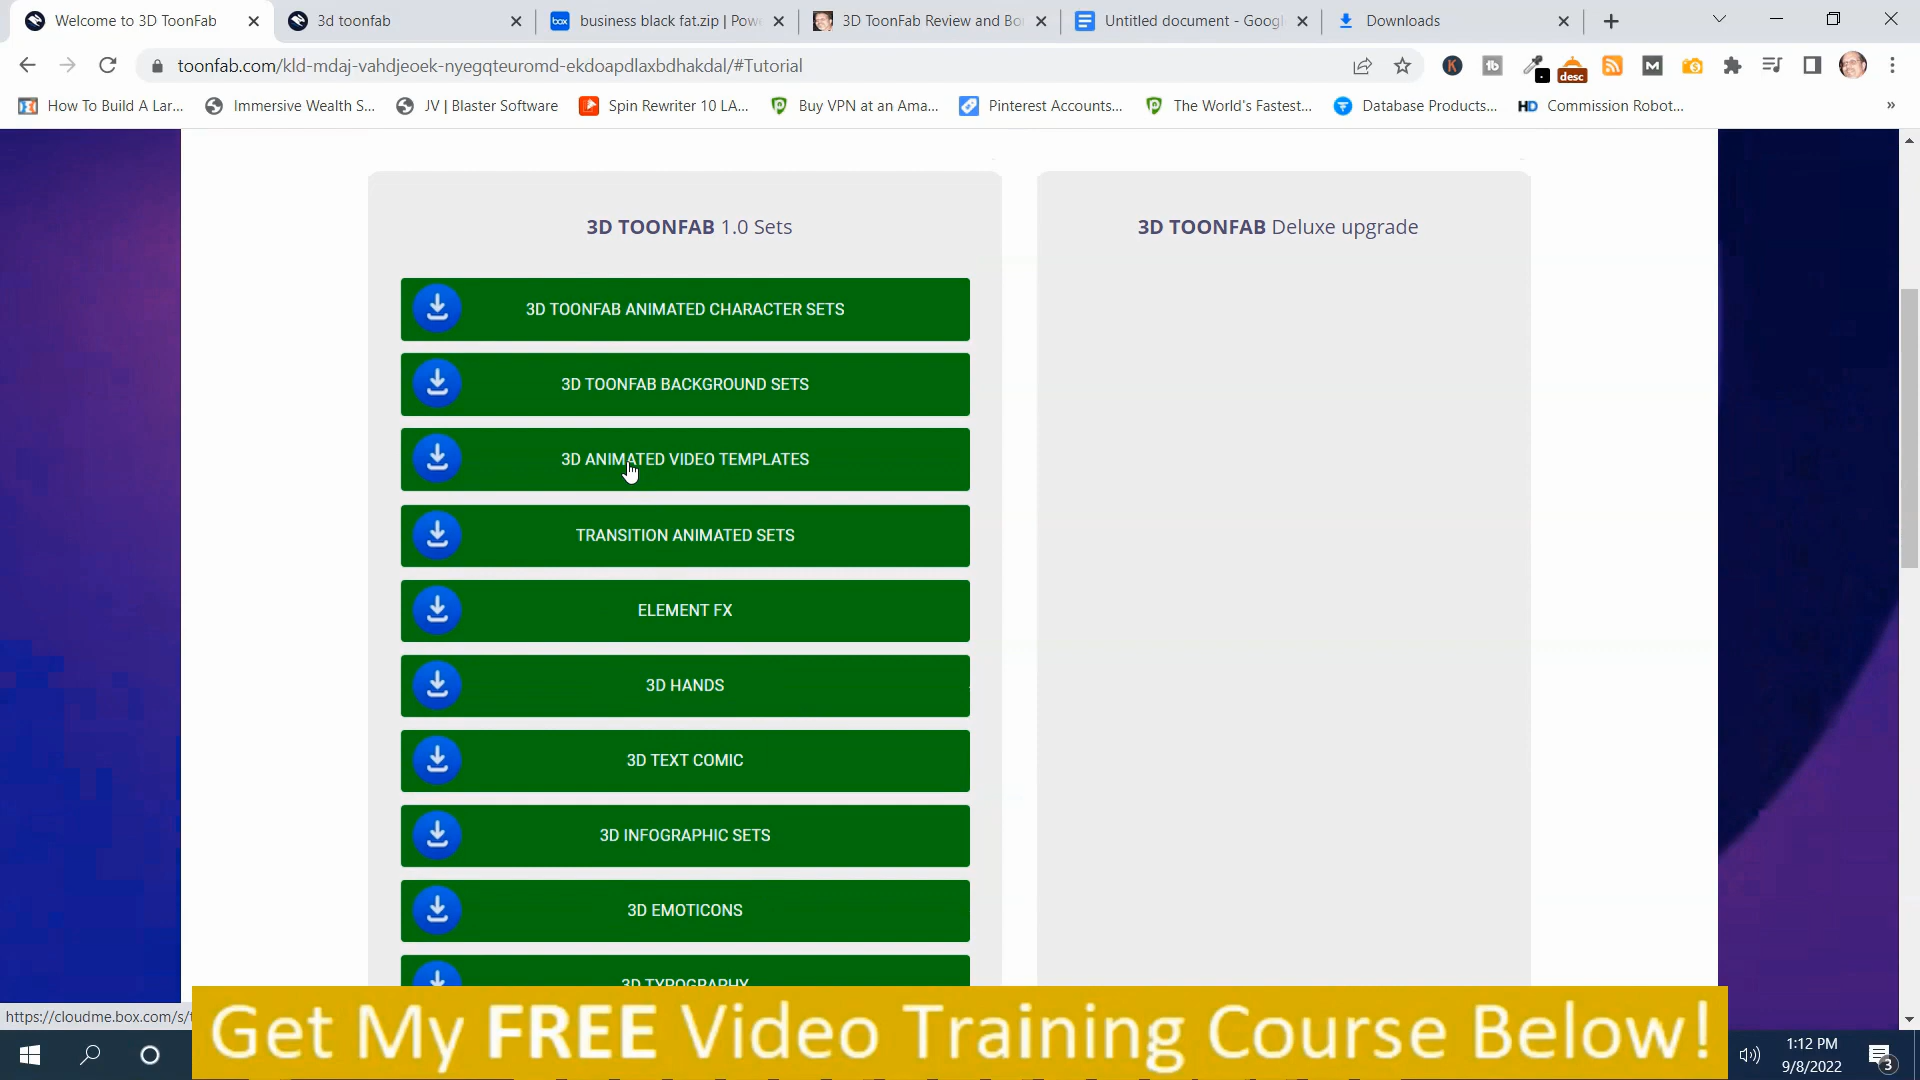 Welcome to 3D ToonFab
3d toonfab
business black fat.zip | Pow
3D ToonFab Review and Bo
Untitled document - Googl
Downloads
toonfab.com/kld-mdaj-vahdjeoek-nyegqteuromd-ekdoapdlaxbdhakdal/#Tutorial
How To Build A Lar...
Immersive Wealth S...
JV | Blaster Software
Spin Rewriter 10 LA...
Buy VPN at an Ama...
Pinterest Accounts...
The World's Fastest...
Database Products...
HD Commission Robot...
box
K
tb
desc
M
3D TOONFAB 1.0 Sets
3D TOONFAB Deluxe upgrade
3D TOONFAB ANIMATED CHARACTER SETS
3D TOONFAB BACKGROUND SETS
3D ANIMATED VIDEO TEMPLATES
TRANSITION ANIMATED SETS
ELEMENT FX
3D HANDS
3D TEXT COMIC
3D INFOGRAPHIC SETS
3D EMOTICONS
3D TYPOGRAPHY
https://cloudme.box.com/s/
Get My FREE Video Training Course Below!
1:12 PM
9/8/2022
3